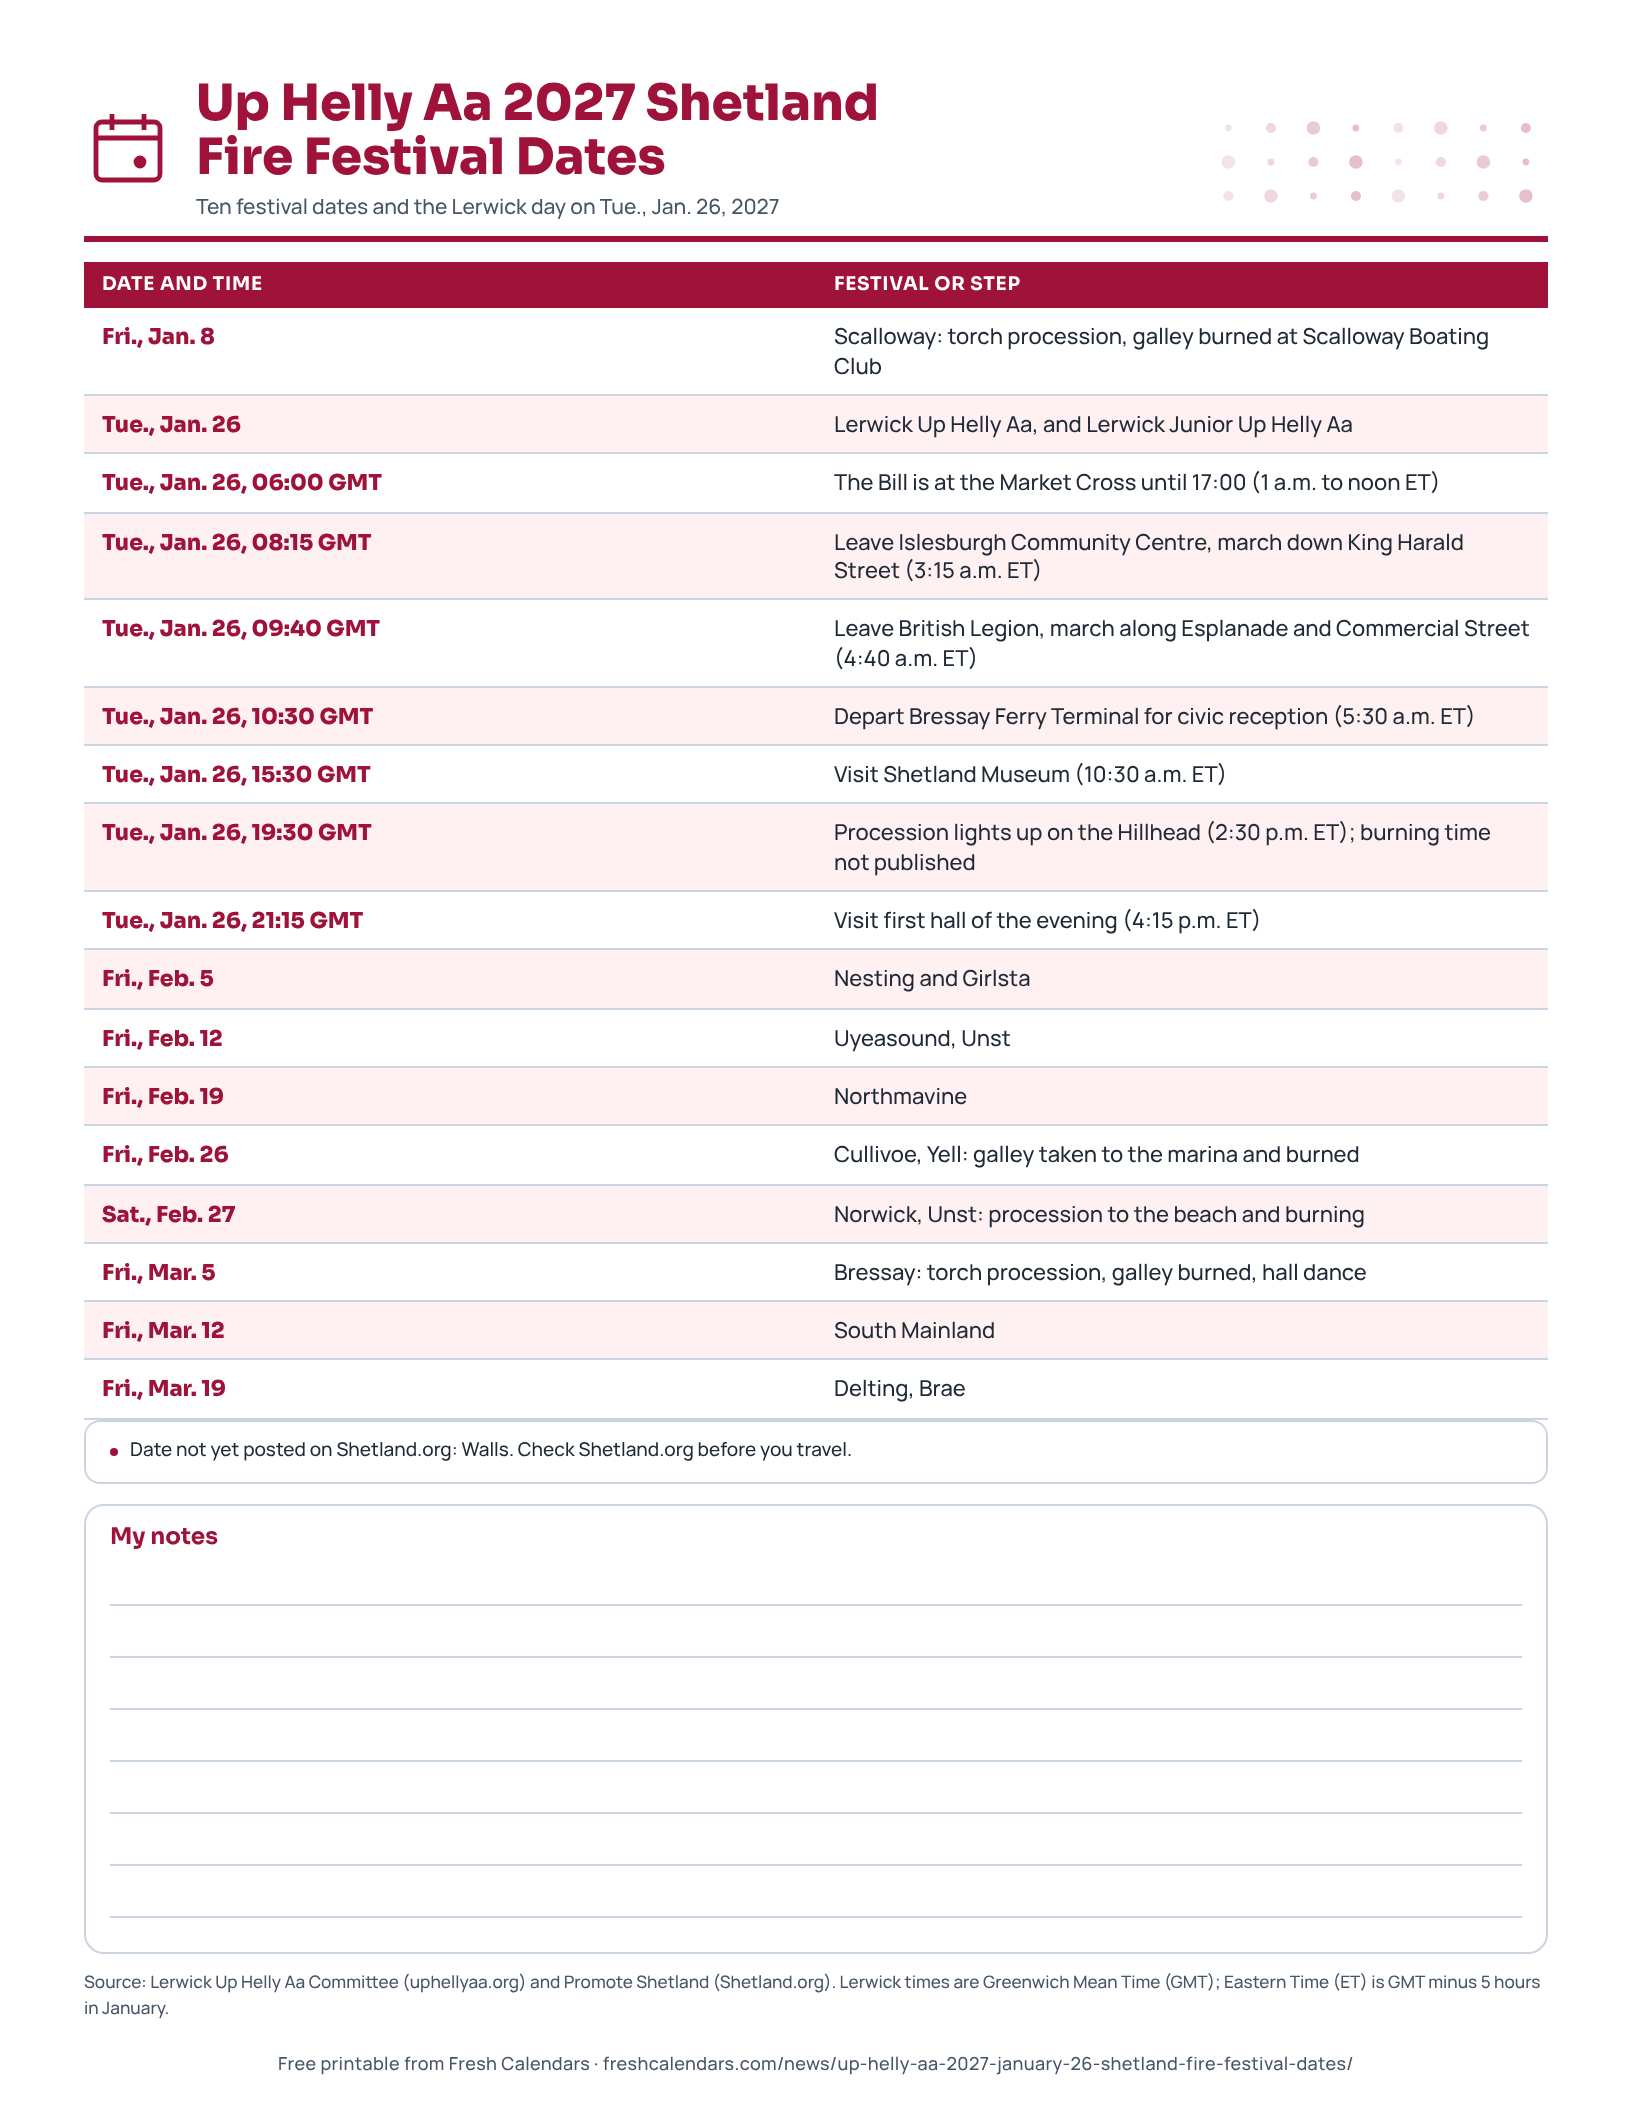 Up Helly Aa 2027 Shetland
Fire Festival Dates
Ten festival dates and the Lerwick day on Tue., Jan. 26, 2027
DATE AND TIME
FESTIVAL OR STEP
Fri., Jan. 8
Scalloway: torch procession, galley burned at Scalloway Boating
Club
Tue., Jan. 26
Lerwick Up Helly Aa, and Lerwick Junior Up Helly Aa
Tue., Jan. 26, 06:00 GMT
The Bill is at the Market Cross until 17:00 (1 a.m. to noon ET)
Tue., Jan. 26, 08:15 GMT
Leave Islesburgh Community Centre, march down King Harald
Street (3:15 a.m. ET)
Tue., Jan. 26, 09:40 GMT
Leave British Legion, march along Esplanade and Commercial Street
(4:40 a.m. ET)
Tue., Jan. 26, 10:30 GMT
Depart Bressay Ferry Terminal for civic reception (5:30 a.m. ET)
Tue., Jan. 26, 15:30 GMT
Visit Shetland Museum (10:30 a.m. ET)
Tue., Jan. 26, 19:30 GMT
Procession lights up on the Hillhead (2:30 p.m. ET); burning time
not published
Tue., Jan. 26, 21:15 GMT
Visit first hall of the evening (4:15 p.m. ET)
Fri., Feb. 5
Nesting and Girlsta
Fri., Feb. 12
Uyeasound, Unst
Fri., Feb. 19
Northmavine
Fri., Feb. 26
Cullivoe, Yell: galley taken to the marina and burned
Sat., Feb. 27
Norwick, Unst: procession to the beach and burning
Fri., Mar. 5
Bressay: torch procession, galley burned, hall dance
Fri., Mar. 12
South Mainland
Fri., Mar. 19
Delting, Brae
• Date not yet posted on Shetland.org: Walls. Check Shetland.org before you travel.
My notes
Source: Lerwick Up Helly Aa Committee (uphellyaa.org) and Promote Shetland (Shetland.org). Lerwick times are Greenwich Mean Time (GMT); Eastern Time (ET) is GMT minus 5 hours
in January.
Free printable from Fresh Calendars · freshcalendars.com/news/up-helly-aa-2027-january-26-shetland-fire-festival-dates/